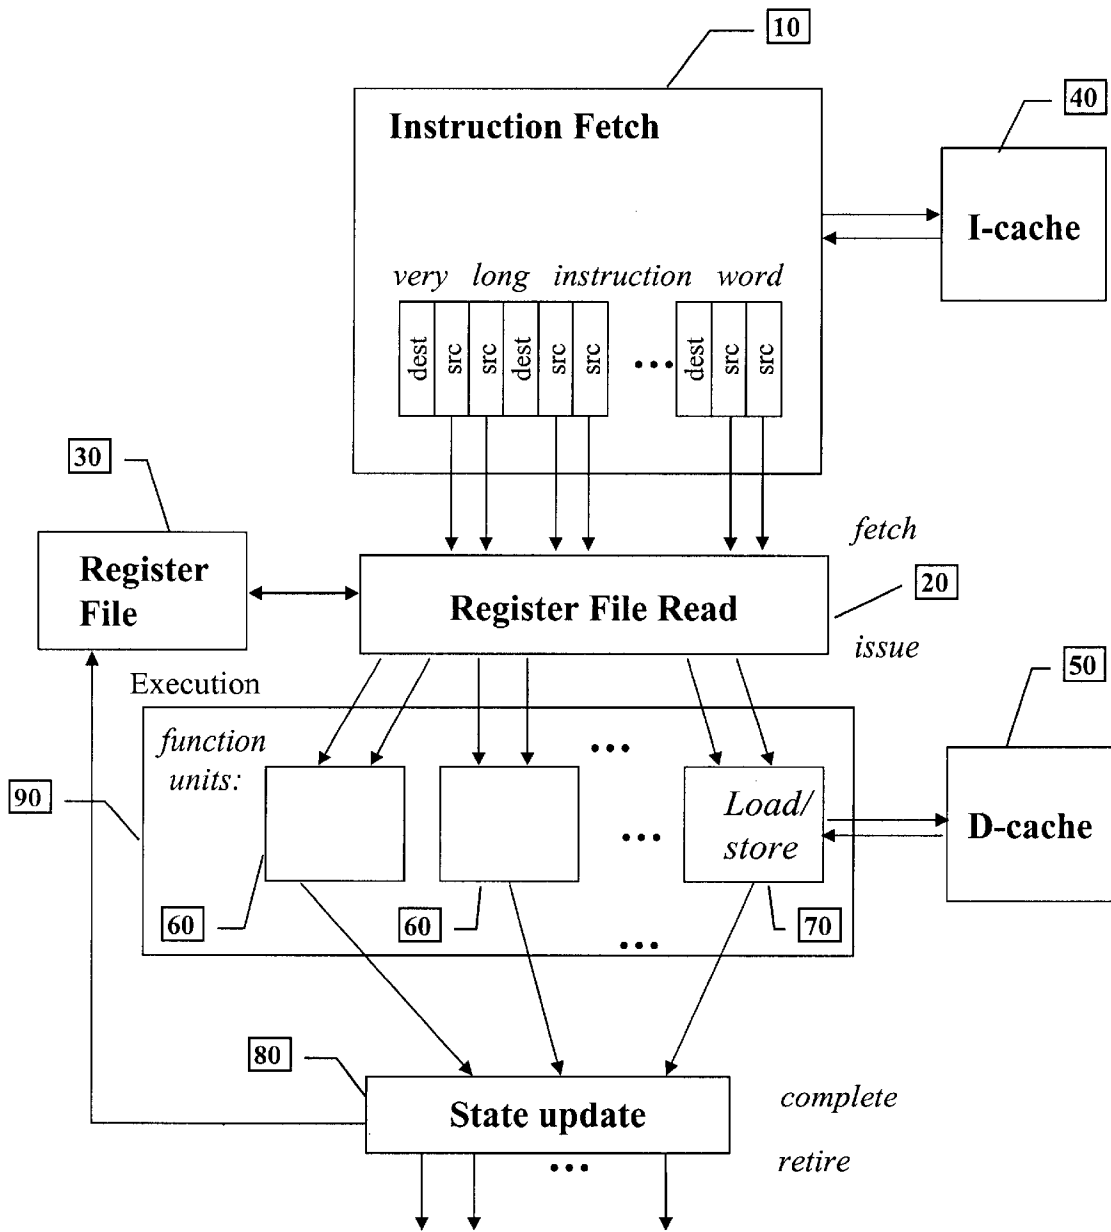 10
40
Instruction Fetch
I-cache
very long instruction word
dest src src dest src src ... dest src src
30
fetch
Register
File
Register File Read
20
issue
50
Execution
function
units:
...
90
Load/
store
...
D-cache
60
60
...
70
80
State update
complete
...
retire